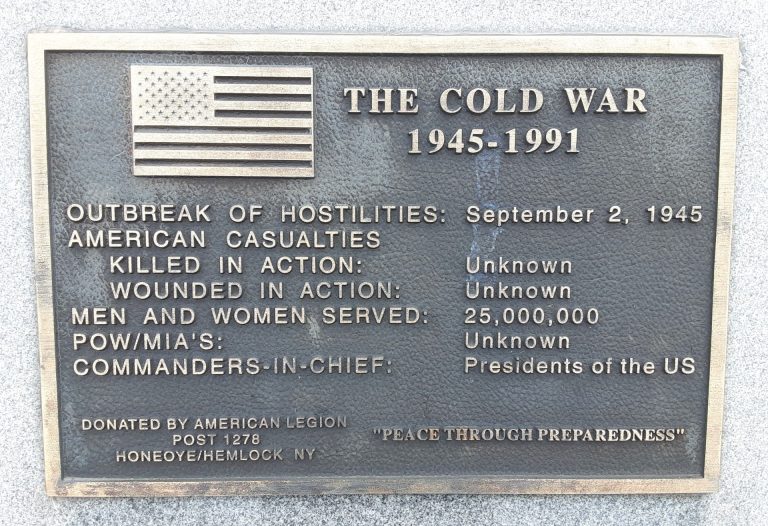 THE COLD WAR
1945-1991
OUTBREAK OF HOSTILITIES: September 2, 1945
AMERICAN CASUALTIES
KILLED IN ACTION: Unknown
WOUNDED IN ACTION: Unknown
MEN AND WOMEN SERVED: 25,000,000
POW/MIA'S: Unknown
COMMANDERS-IN-CHIEF: Presidents of the US
DONATED BY AMERICAN LEGION
POST 1278
HONEOYE/HEMLOCK NY
"PEACE THROUGH PREPAREDNESS"